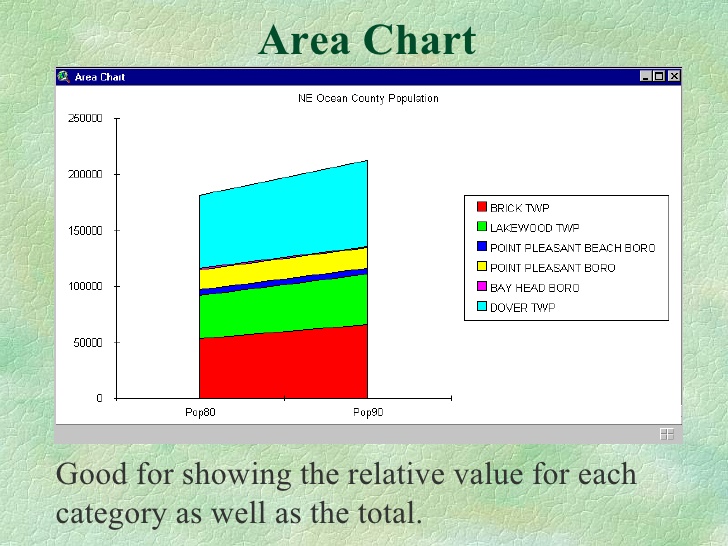 Area Chart
Area Chart
NE Ocean County Population
250000
200000
150000
100000
50000
0
Pop80 Pop90
BRICK TWP
LAKEWOOD TWP
POINT PLEASANT BEACH BORO
POINT PLEASANT BORO
BAY HEAD BORO
DOVER TWP
Good for showing the relative value for each
category as well as the total.